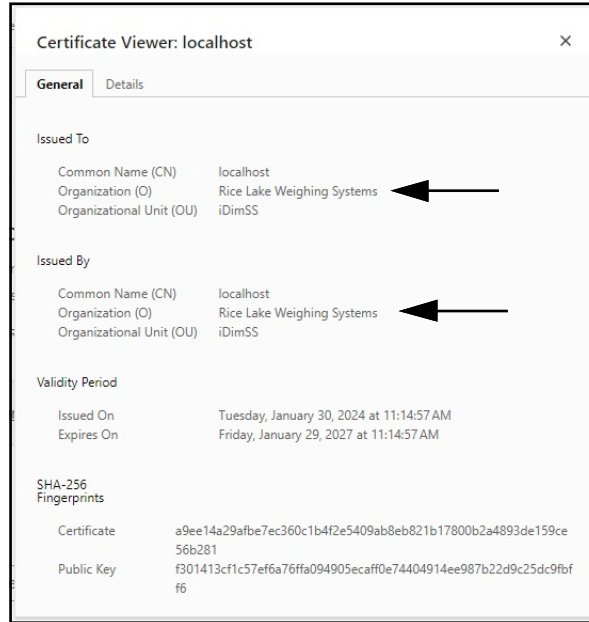 Certificate Viewer: localhost
General Details
Issued To
Common Name (CN) localhost
Organization (O) Rice Lake Weighing Systems
Organizational Unit (OU) iDimSS
Issued By
Common Name (CN) localhost
Organization (O) Rice Lake Weighing Systems
Organizational Unit (OU) iDimSS
Validity Period
Issued On Tuesday, January 30, 2024 at 11:14:57 AM
Expires On Friday, January 29, 2027 at 11:14:57 AM
SHA-256
Fingerprints
Certificate a9ee14a29afbe7ec360c1b4f2e5409ab8eb821b17800b2a4893de159ce
56b281
Public Key f301413cf1c57ef6a76ffa094905ecaff0e74404914ee987b22d9c25dc9fbf
f6